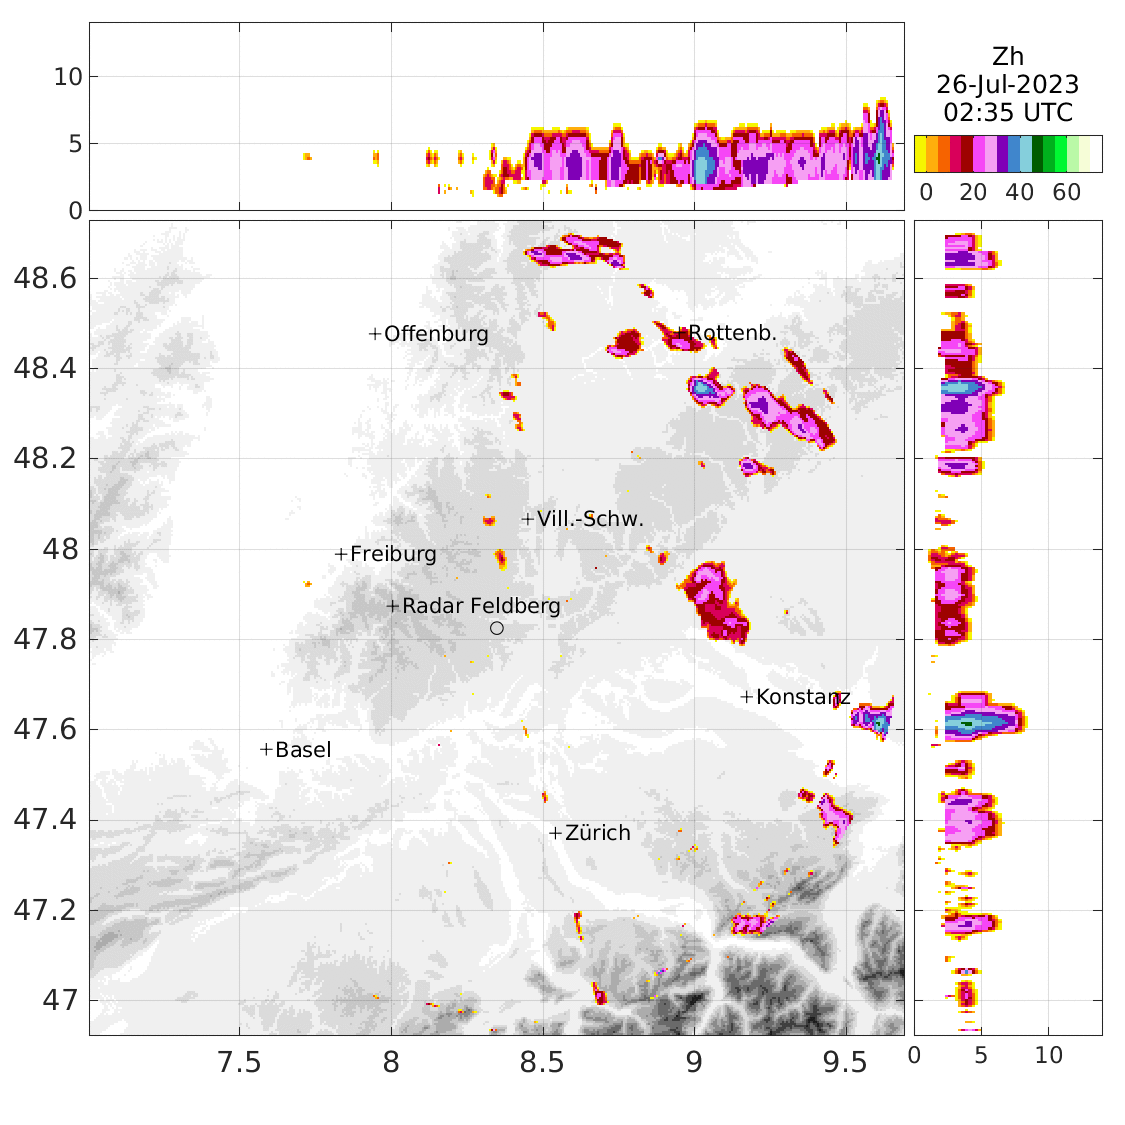 Zh
26-Jul-2023
02:35 UTC
10
5
0
0 20 40 60
48.6
48.4
48.2
48
47.8
47.6
47.4
47.2
47
Offenburg
Rottenb.
Vill.-Schw.
Freiburg
Radar Feldberg
Konstanz
Basel
Zürich
7.5 8 8.5 9 9.5
0 5 10